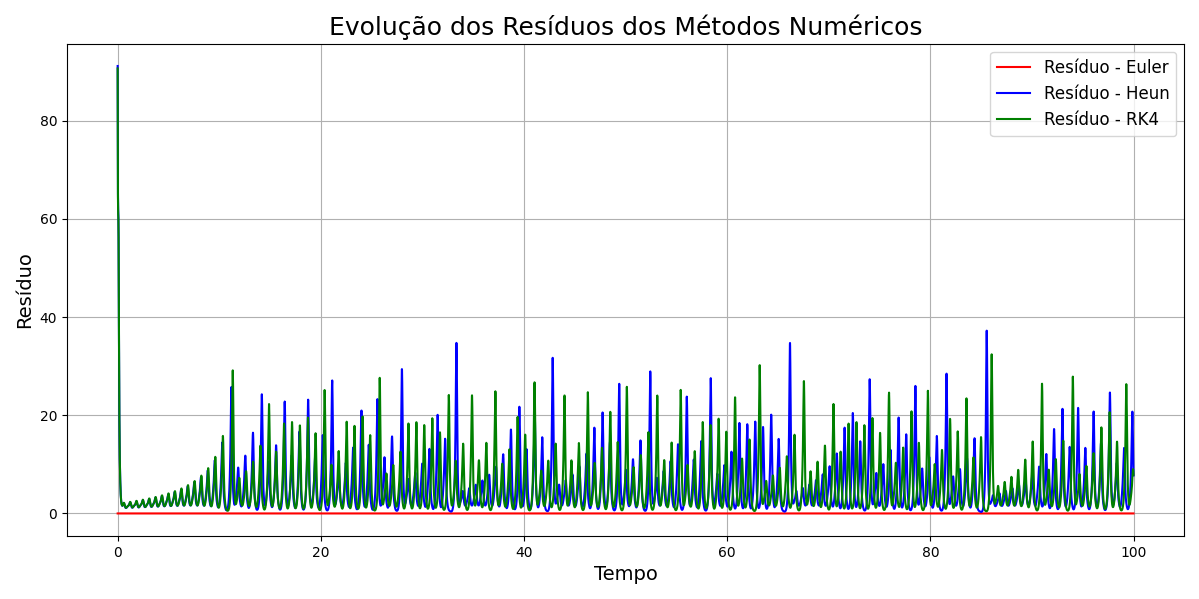 Evolução dos Resíduos dos Métodos Numéricos
Resíduo - Euler
Resíduo - Heun
Resíduo - RK4
Resíduo
80
60
40
20
0
0 20 40 60 80 100
Tempo